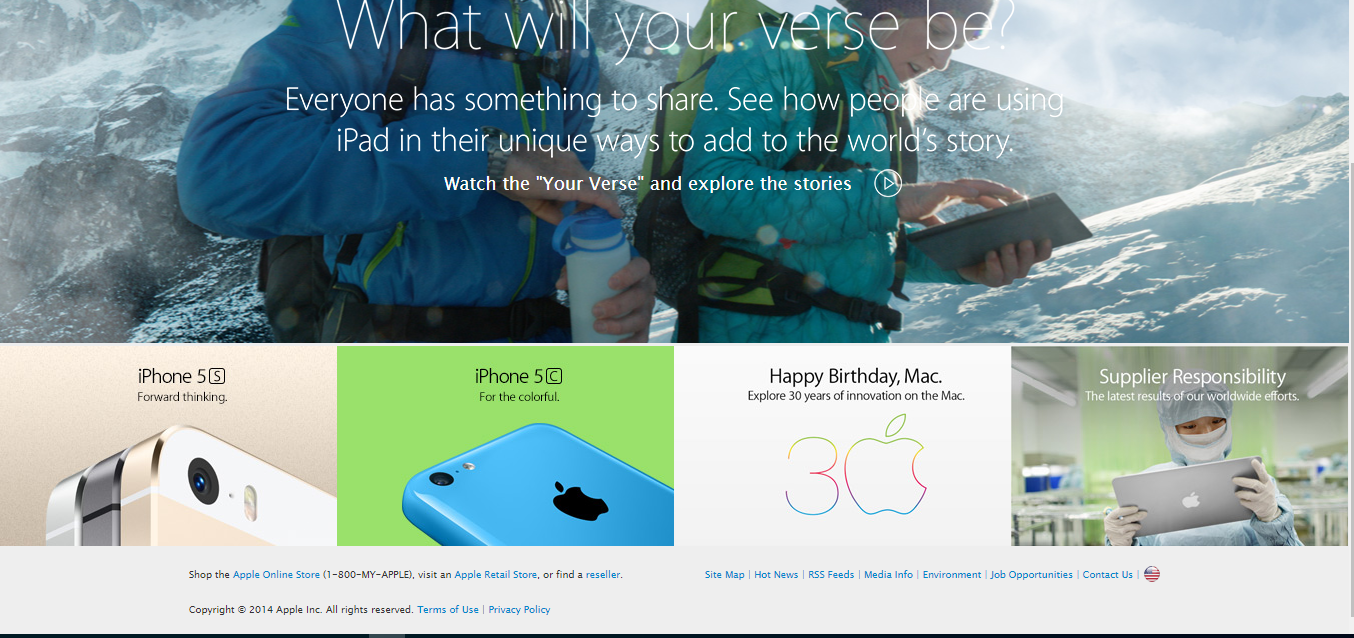 What will your verse be?
Everyone has something to share. See how people are using
iPad in their unique ways to add to the world's story.
Watch the "Your Verse" and explore the stories
iPhone 5S
Forward thinking.
iPhone 5C
For the colorful.
Happy Birthday, Mac.
Explore 30 years of innovation on the Mac.
30
Supplier Responsibility
The latest results of our worldwide efforts.
Shop the Apple Online Store (1-800-MY-APPLE), visit an Apple Retail Store, or find a reseller.
Site Map | Hot News | RSS Feeds | Media Info | Environment | Job Opportunities | Contact Us |
Copyright © 2014 Apple Inc. All rights reserved. Terms of Use | Privacy Policy